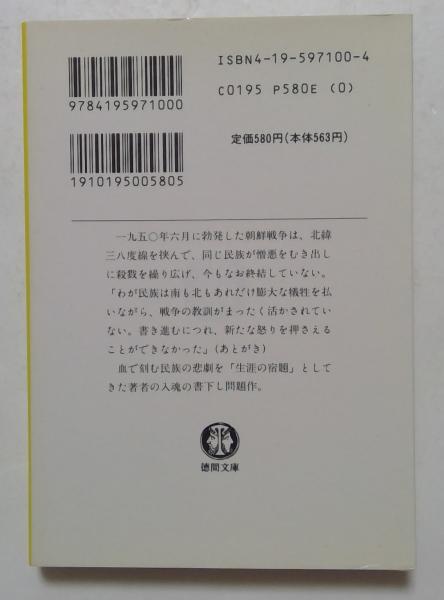 ISBN4-19-597100-4
C0195 P580E (0)
9784195971000
定価580円(本体563円)
1910195005805
一九五〇年六月に勃発した朝鮮戦争は、北緯
三八度線を挟んで、同じ民族が憎悪をむき出し
に殺戮を繰り広げ、今もなお終結していない。
「わが民族は南も北もあれだけ膨大な犠牲を払
いながら、戦争の教訓がまったく活かされてい
ない。書き進むにつれ、新たな怒りを押さえる
ことができなかった」(あとがき)
血で刻む民族の悲劇を「生涯の宿題」として
きた著者の入魂の書下し問題作。
徳間文庫